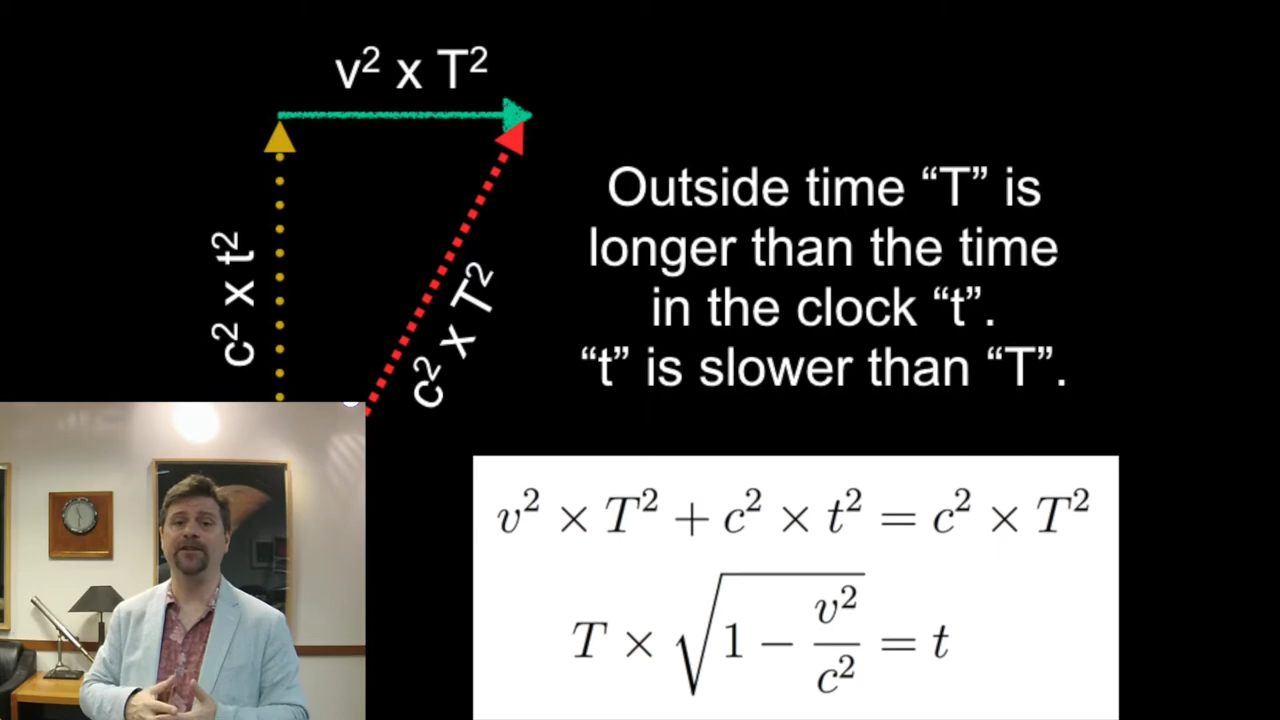 v² x T²
c² x t²
c² x T²
Outside time “T” is
longer than the time
in the clock “t”.
“t” is slower than “T”.
v² × T² + c² × t² = c² × T²
T × √(1 − v²/c²) = t